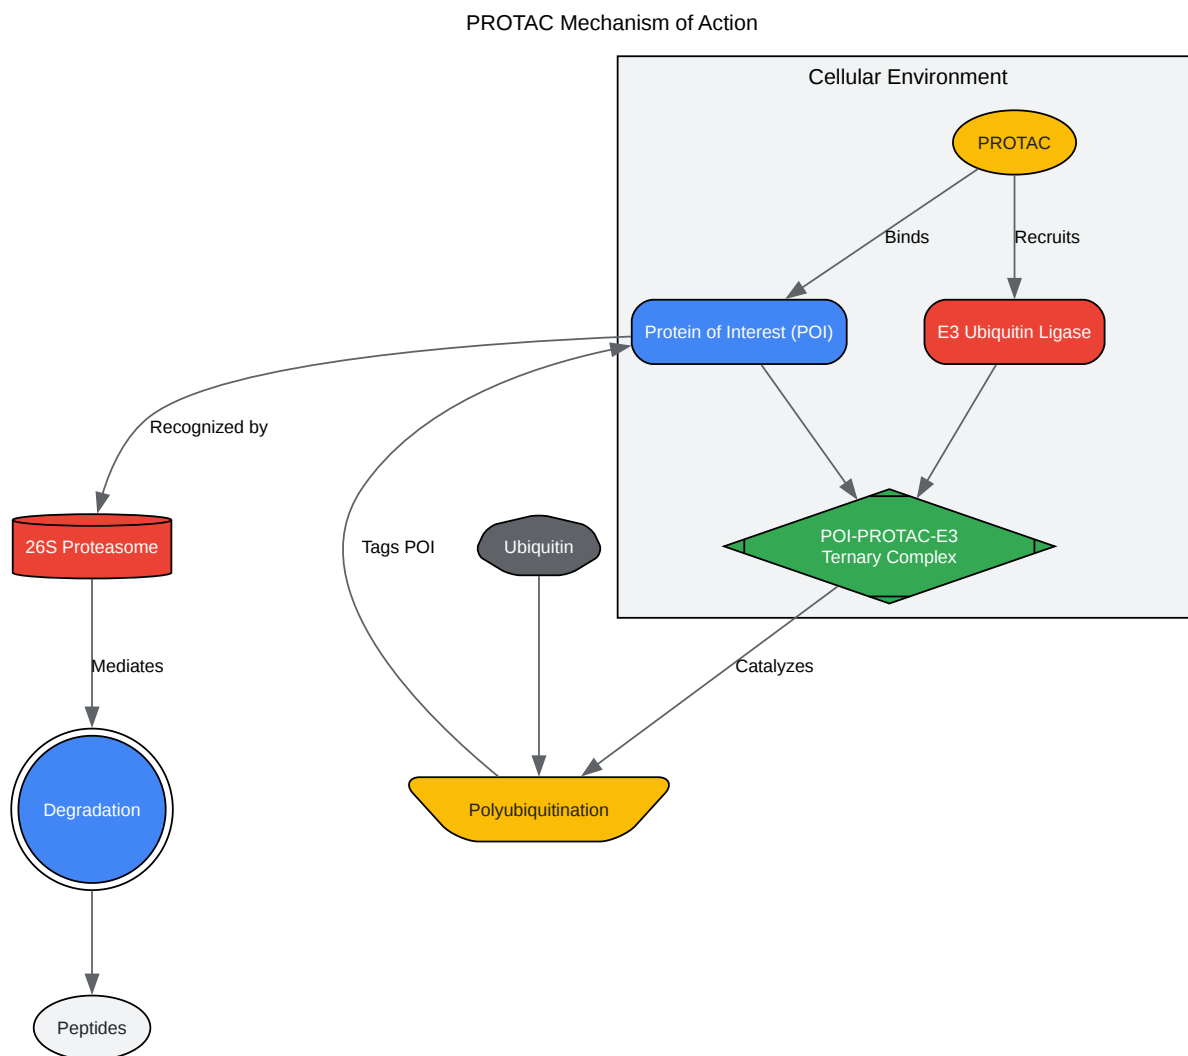 PROTAC Mechanism of Action
Cellular Environment
PROTAC
Binds
Recruits
Protein of Interest (POI)
E3 Ubiquitin Ligase
Recognized by
26S Proteasome
Tags POI
Ubiquitin
POI-PROTAC-E3
Ternary Complex
Mediates
Catalyzes
Degradation
Polyubiquitination
Peptides